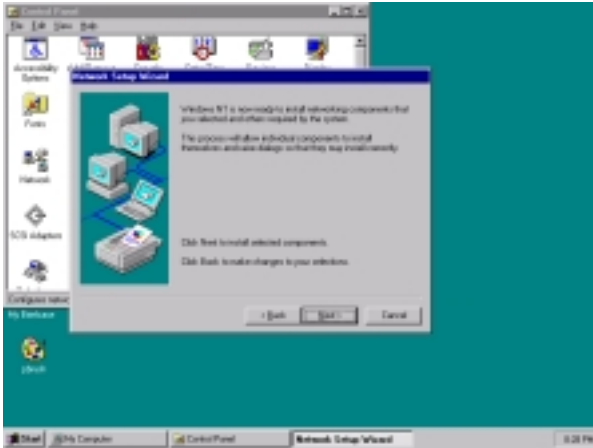 Control Panel
File Edit View Help
Accessibility
Options
Fonts
Network
SCSI Adapters
My Briefcase
Network Setup Wizard
Windows NT is now ready to install networking components that
you selected and others required by the system.
This process will allow individual components to install
themselves and raise dialogs so that they may install correctly.
Click Next to install selected components.
Click Back to make changes to your selections.
< Back
Next >
Cancel
Start
My Computer
Control Panel
Network Setup Wizard